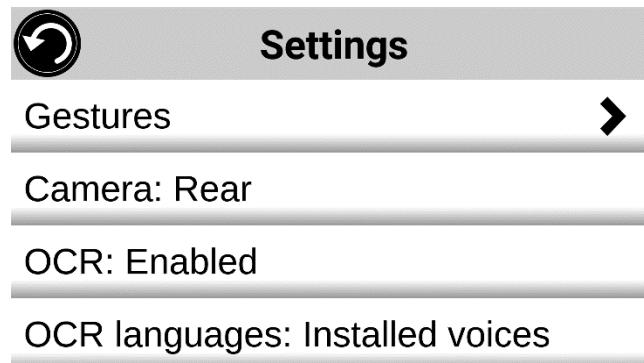 Settings
Gestures
Camera: Rear
OCR: Enabled
OCR languages: Installed voices